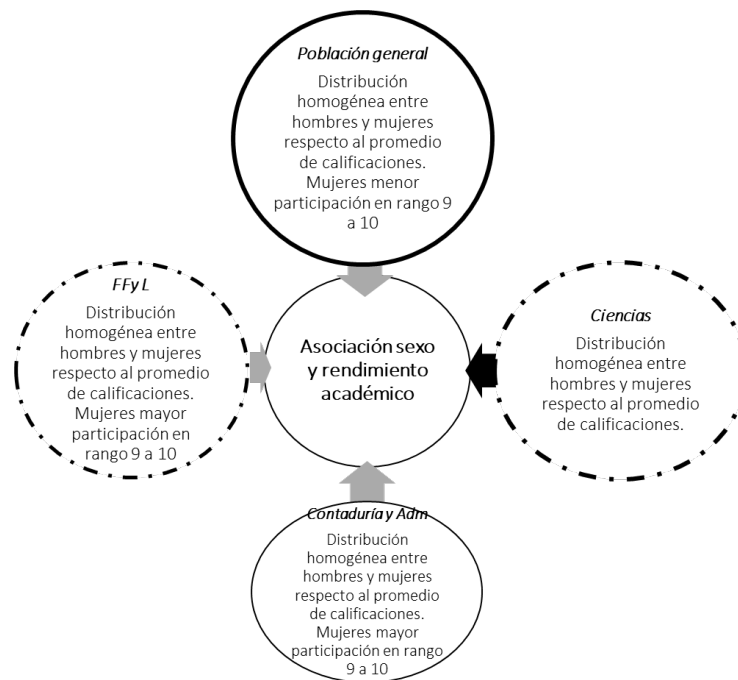 Población general
Distribución
homogénea entre
hombres y mujeres
respecto al promedio
de calificaciones.
Mujeres menor
participación en rango 9
a 10
FFy L
Distribución
homogénea entre
hombres y mujeres
respecto al promedio
de calificaciones.
Mujeres mayor
participación en
rango 9 a 10
Asociación sexo
y rendimiento
académico
Ciencias
Distribución
homogénea entre
hombres y mujeres
respecto al promedio
de calificaciones.
Contaduría y Adm
Distribución
homogénea entre
hombres y mujeres
respecto al promedio
de calificaciones.
Mujeres mayor
participación en rango
9 a 10